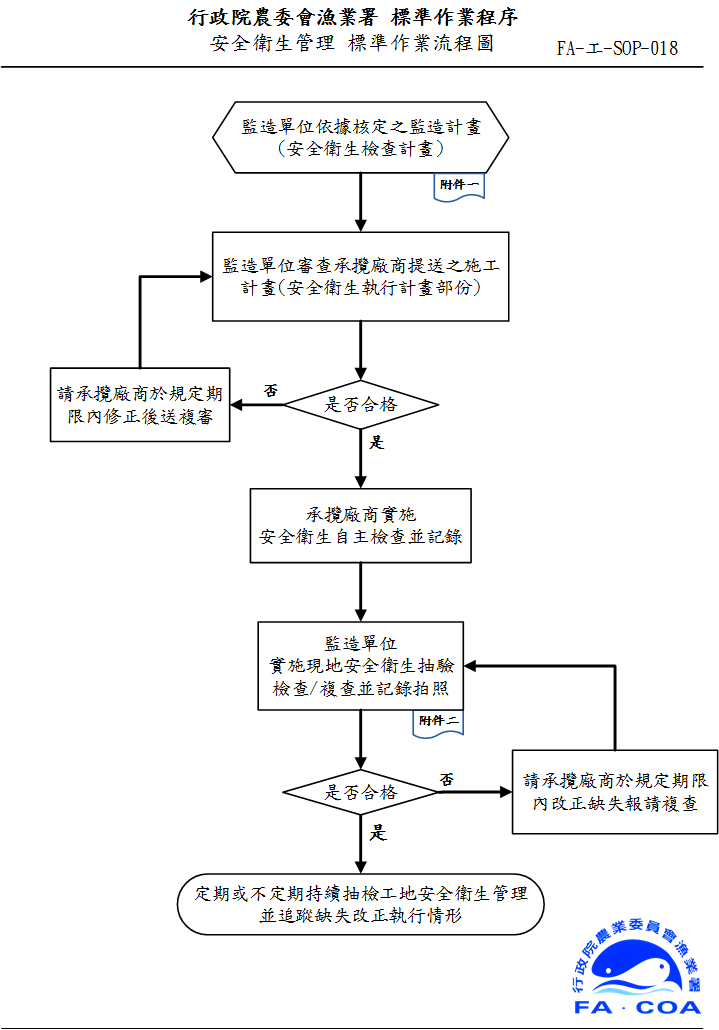 行政院農委會漁業署 標準作業程序
安全衛生管理 標準作業流程圖
FA-工-SOP-018
監造單位依據核定之監造計畫
(安全衛生檢查計畫)
附件一
監造單位審查承攬廠商提送之施工
計畫(安全衛生執行計畫部份)
請承攬廠商於規定期
限內修正後送複審
否
是否合格
是
承攬廠商實施
安全衛生自主檢查並記錄
監造單位
實施現地安全衛生抽驗
檢查/複查並記錄拍照
附件二
是否合格
否
請承攬廠商於規定期限
內改正缺失報請複查
是
定期或不定期持續抽檢工地安全衛生管理
並追蹤缺失改正執行情形
行政院農業委員會漁業署
FA·COA